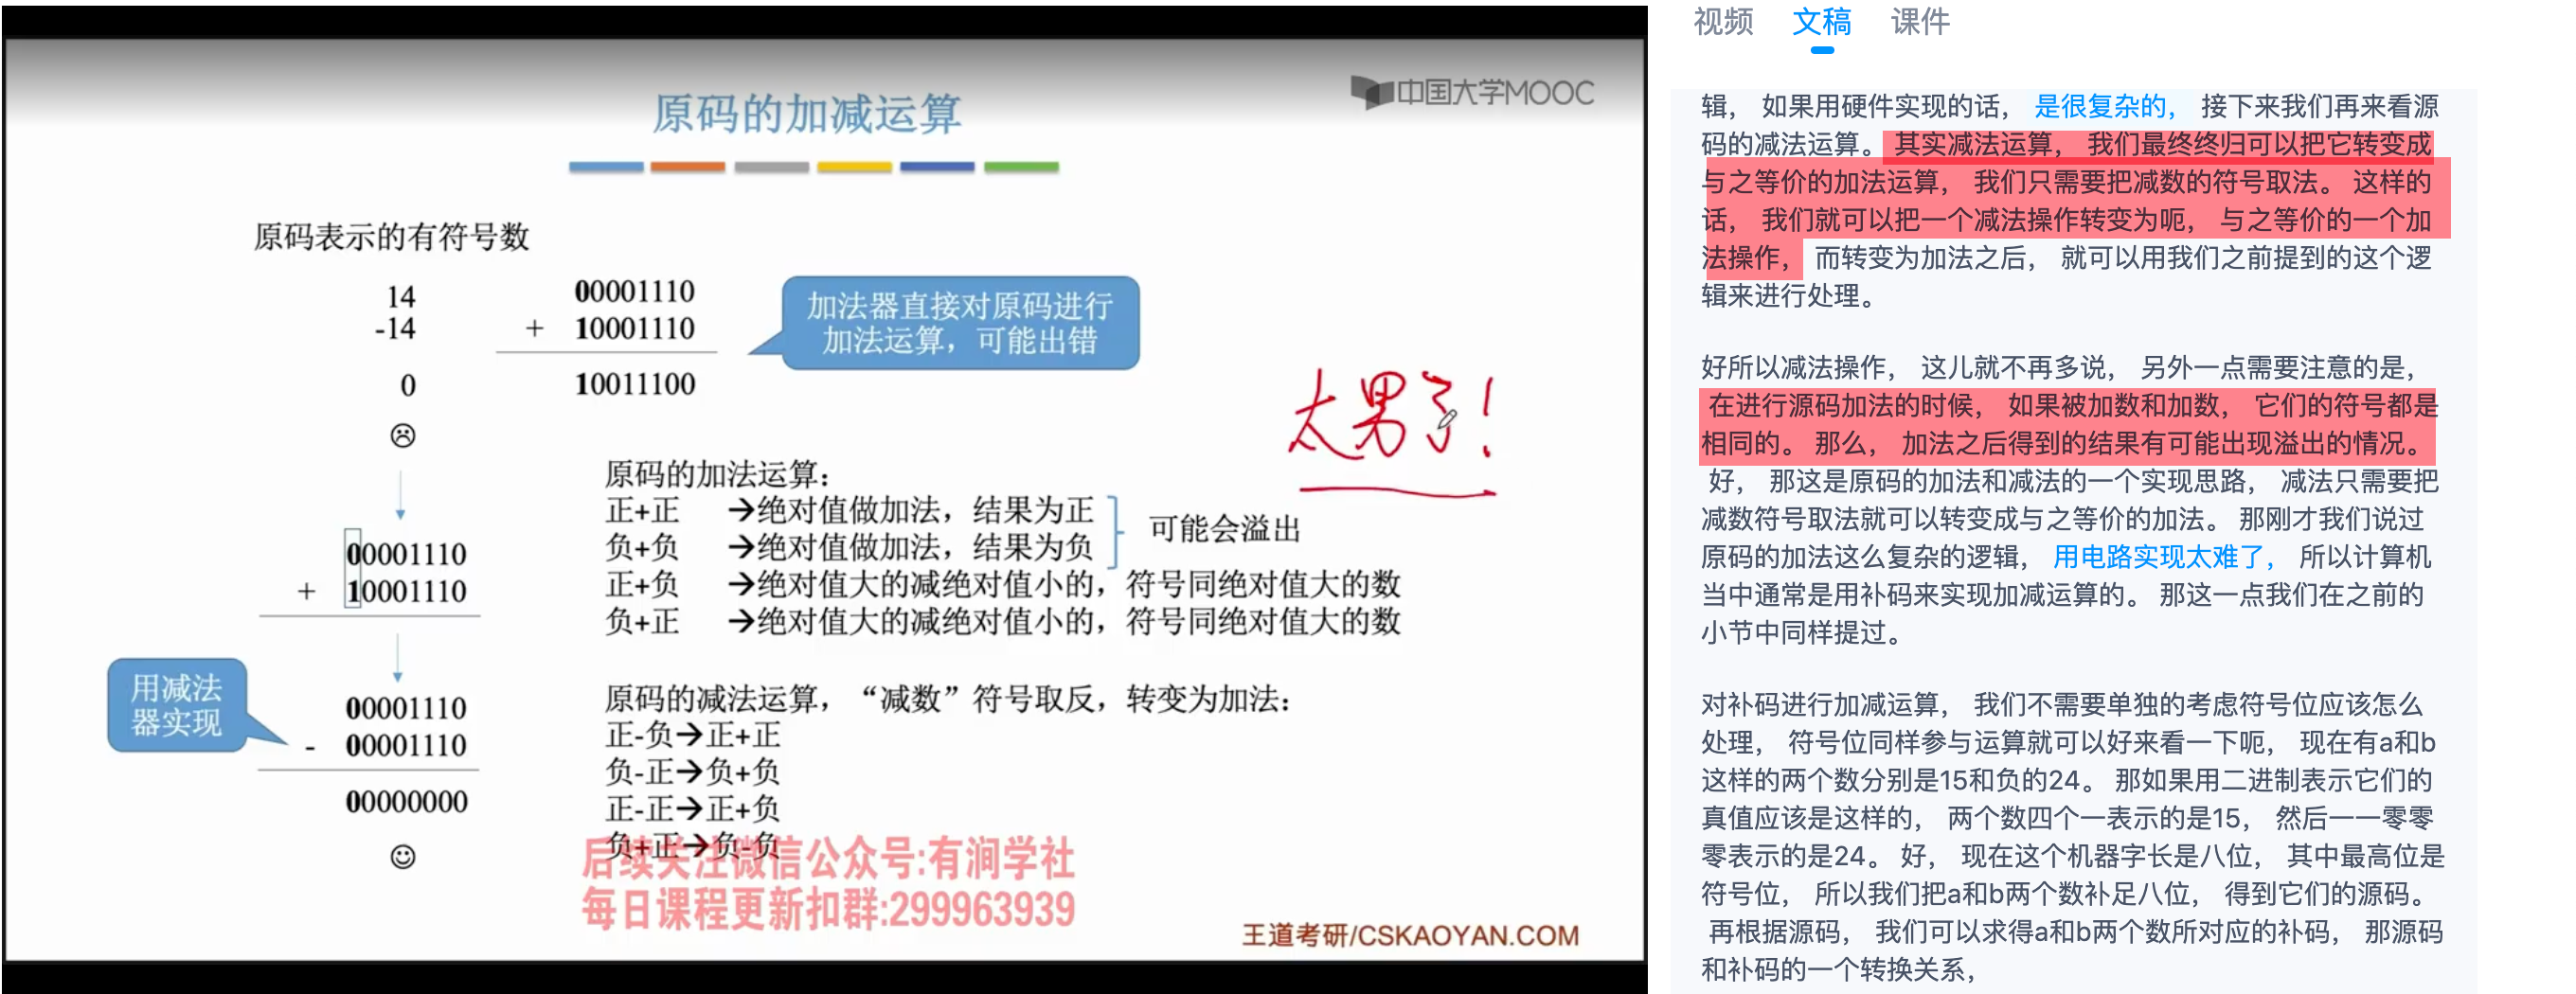 中国大学MOOC
原码的加减运算
原码表示的有符号数
14
-14
0
00001110
+ 10001110
10011100
加法器直接对原码进行
加法运算，可能出错
太男了！
00001110
+ 10001110
用减法
器实现
00001110
- 00001110
00000000
原码的加法运算：
正+正 →绝对值做加法，结果为正
负+负 →绝对值做加法，结果为负
可能会溢出
正+负 →绝对值大的减绝对值小的，符号同绝对值大的数
负+正 →绝对值大的减绝对值小的，符号同绝对值大的数
原码的减法运算，“减数”符号取反，转变为加法：
正-负→正+正
负-正→负+负
正-正→正+负
负+正→负-负
后续关注微信公众号:有涧学社
每日课程更新扣群:299963939
王道考研/CSKAOYAN.COM
视频 文稿 课件
辑， 如果用硬件实现的话， 是很复杂的， 接下来我们再来看源
码的减法运算。 其实减法运算， 我们最终终归可以把它转变成
与之等价的加法运算， 我们只需要把减数的符号取法。 这样的
话， 我们就可以把一个减法操作转变为呃， 与之等价的一个加
法操作， 而转变为加法之后， 就可以用我们之前提到的这个逻
辑来进行处理。
好所以减法操作， 这儿就不再多说， 另外一点需要注意的是，
在进行源码加法的时候， 如果被加数和加数， 它们的符号都是
相同的。 那么， 加法之后得到的结果有可能出现溢出的情况。
好， 那这是原码的加法和减法的一个实现思路， 减法只需要把
减数符号取法就可以转变成与之等价的加法。 那刚才我们说过
原码的加法这么复杂的逻辑， 用电路实现太难了， 所以计算机
当中通常是用补码来实现加减运算的。 那这一点我们在之前的
小节中同样提过。
对补码进行加减运算， 我们不需要单独的考虑符号位应该怎么
处理， 符号位同样参与运算就可以好来看一下呃， 现在有a和b
这样的两个数分别是15和负的24。 那如果用二进制表示它们的
真值应该是这样的， 两个数四个一表示的是15， 然后一一零零
零表示的是24。 好， 现在这个机器字长是八位， 其中最高位是
符号位， 所以我们把a和b两个数补足八位， 得到它们的源码。
再根据源码， 我们可以求得a和b两个数所对应的补码， 那源码
和补码的一个转换关系，